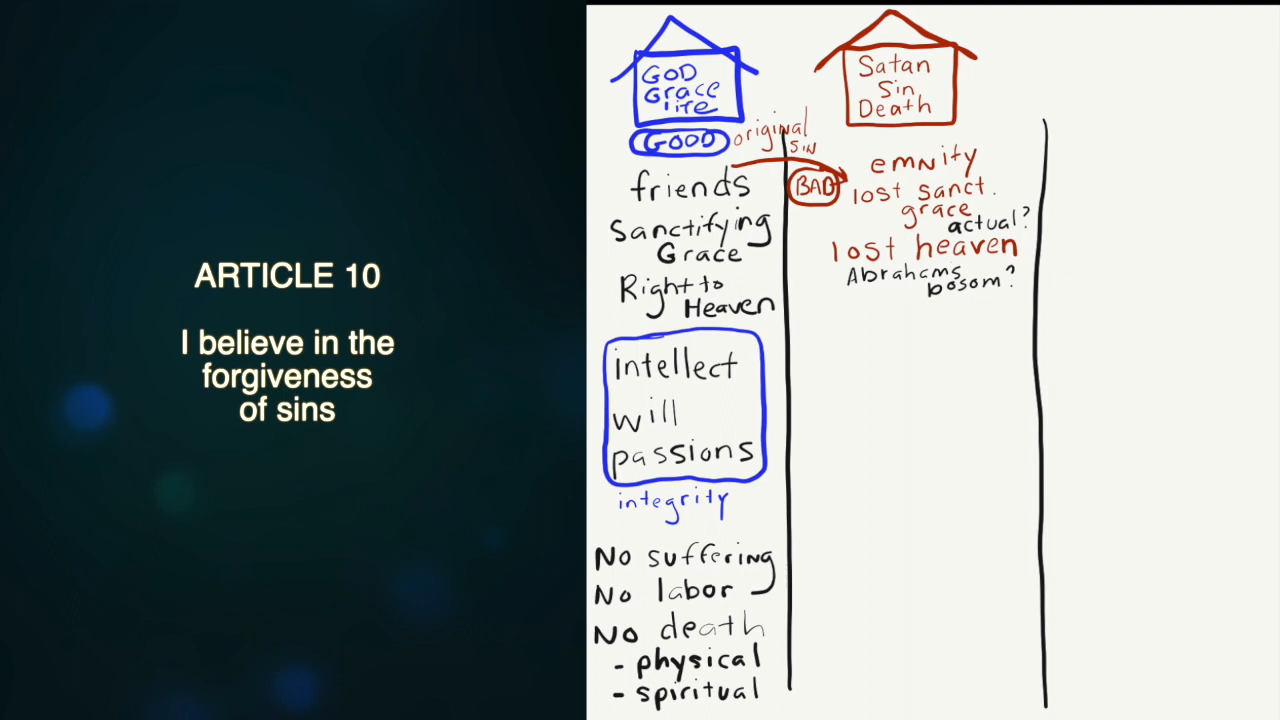 ARTICLE 10
I believe in the
forgiveness
of sins
GOD
Grace
life
GOOD
friends
Sanctifying
Grace
Right to
Heaven
intellect
will
passions
integrity
No suffering
No labor
No death
- physical
- spiritual
original
sin
BAD
Satan
Sin
Death
emnity
lost sanct.
grace
actual?
lost heaven
Abrahams
bosom?